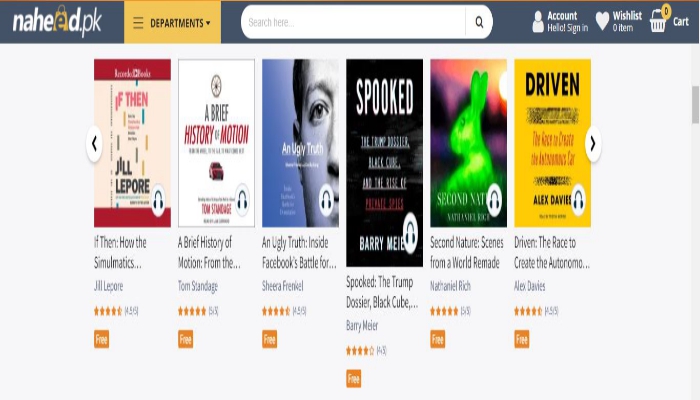 naheed.pk
DEPARTMENTS
Search here...
Account
Hello! Sign in
Wishlist
0 item
0
Cart
Recorded Books
IF THEN
JILL
LEPORE
If Then: How the
Simulmatics...
Jill Lepore
(4.5/5)
Free
A BRIEF
HISTORY OF MOTION
TOM STANDAGE
A Brief History of
Motion: From the...
Tom Standage
(5/5)
Free
An Ugly Truth
An Ugly Truth: Inside
Facebook's Battle for...
Sheera Frenkel
(4.5/5)
Free
SPOOKED
THE TRUMP DOSSIER,
BLACK CUBE,
AND THE RISE OF
PRIVATE SPIES
BARRY MEIE
Spooked: The Trump
Dossier, Black Cube,...
Barry Meier
(4/5)
Free
SECOND NATU
NATHANIEL RICH
Second Nature: Scenes
from a World Remade
Nathaniel Rich
(5/5)
Free
DRIVEN
The Race to Create
the Autonomous Car
ALEX DAVIES
Driven: The Race to
Create the Autonomo...
Alex Davies
(4.5/5)
Free